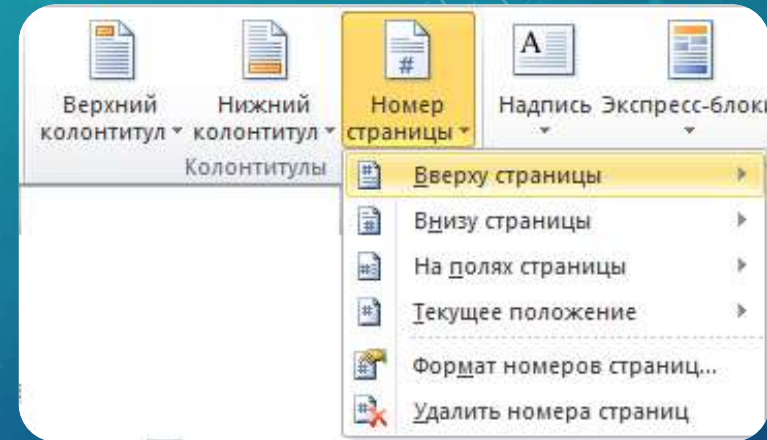 Верхний колонтитул
Нижний колонтитул
Номер страницы
Надпись
Экспресс-блоки
Колонтитулы
Вверху страницы
Внизу страницы
На полях страницы
Текущее положение
Формат номеров страниц...
Удалить номера страниц